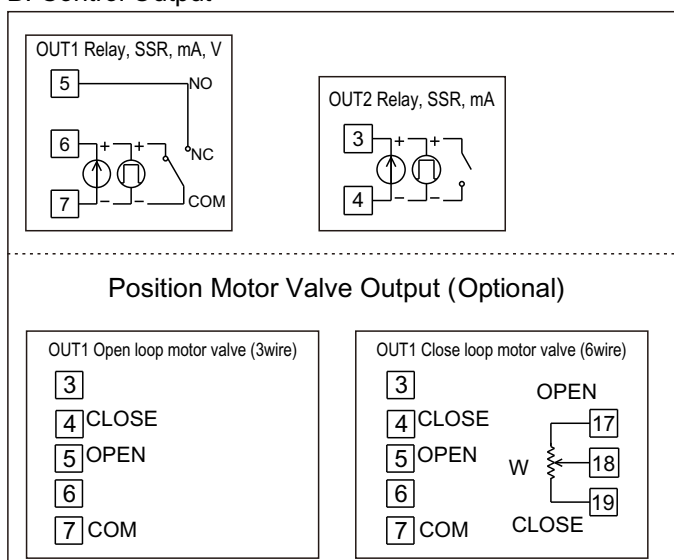 OUT1 Relay, SSR, mA, V
5 NO
6 + + NC
7 - - COM
OUT2 Relay, SSR, mA
3 + +
4 - -
Position Motor Valve Output (Optional)
OUT1 Open loop motor valve (3wire)
3
4 CLOSE
5 OPEN
6
7 COM
OUT1 Close loop motor valve (6wire)
3
4 CLOSE
5 OPEN
6
7 COM
OPEN
17
W 18
19
CLOSE